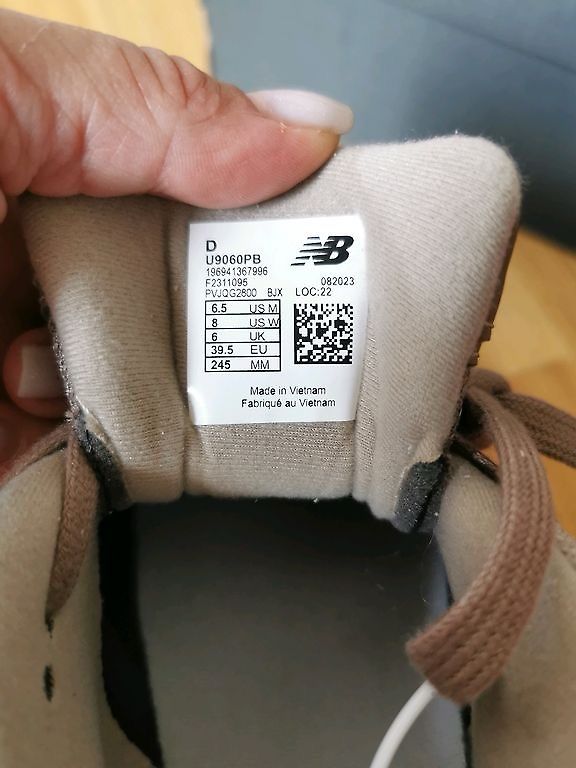 D
U9060PB
196941367996
F2311095 082023
PVJQG2800 BJX LOC:22
NB
6.5 US M
8 US W
6 UK
39.5 EU
245 MM
Made in Vietnam
Fabriqué au Vietnam